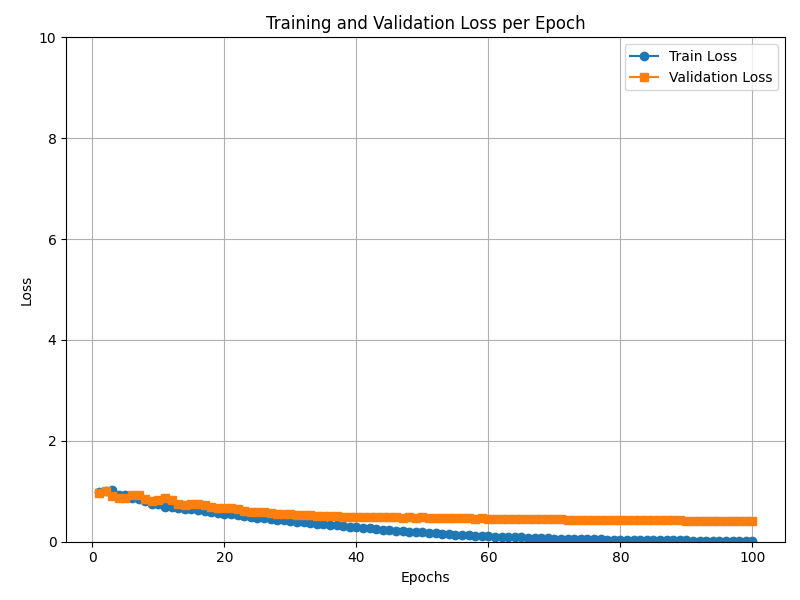 Training and Validation Loss per Epoch
Train Loss
Validation Loss
Loss
10
8
6
4
2
0
0 20 40 60 80 100
Epochs